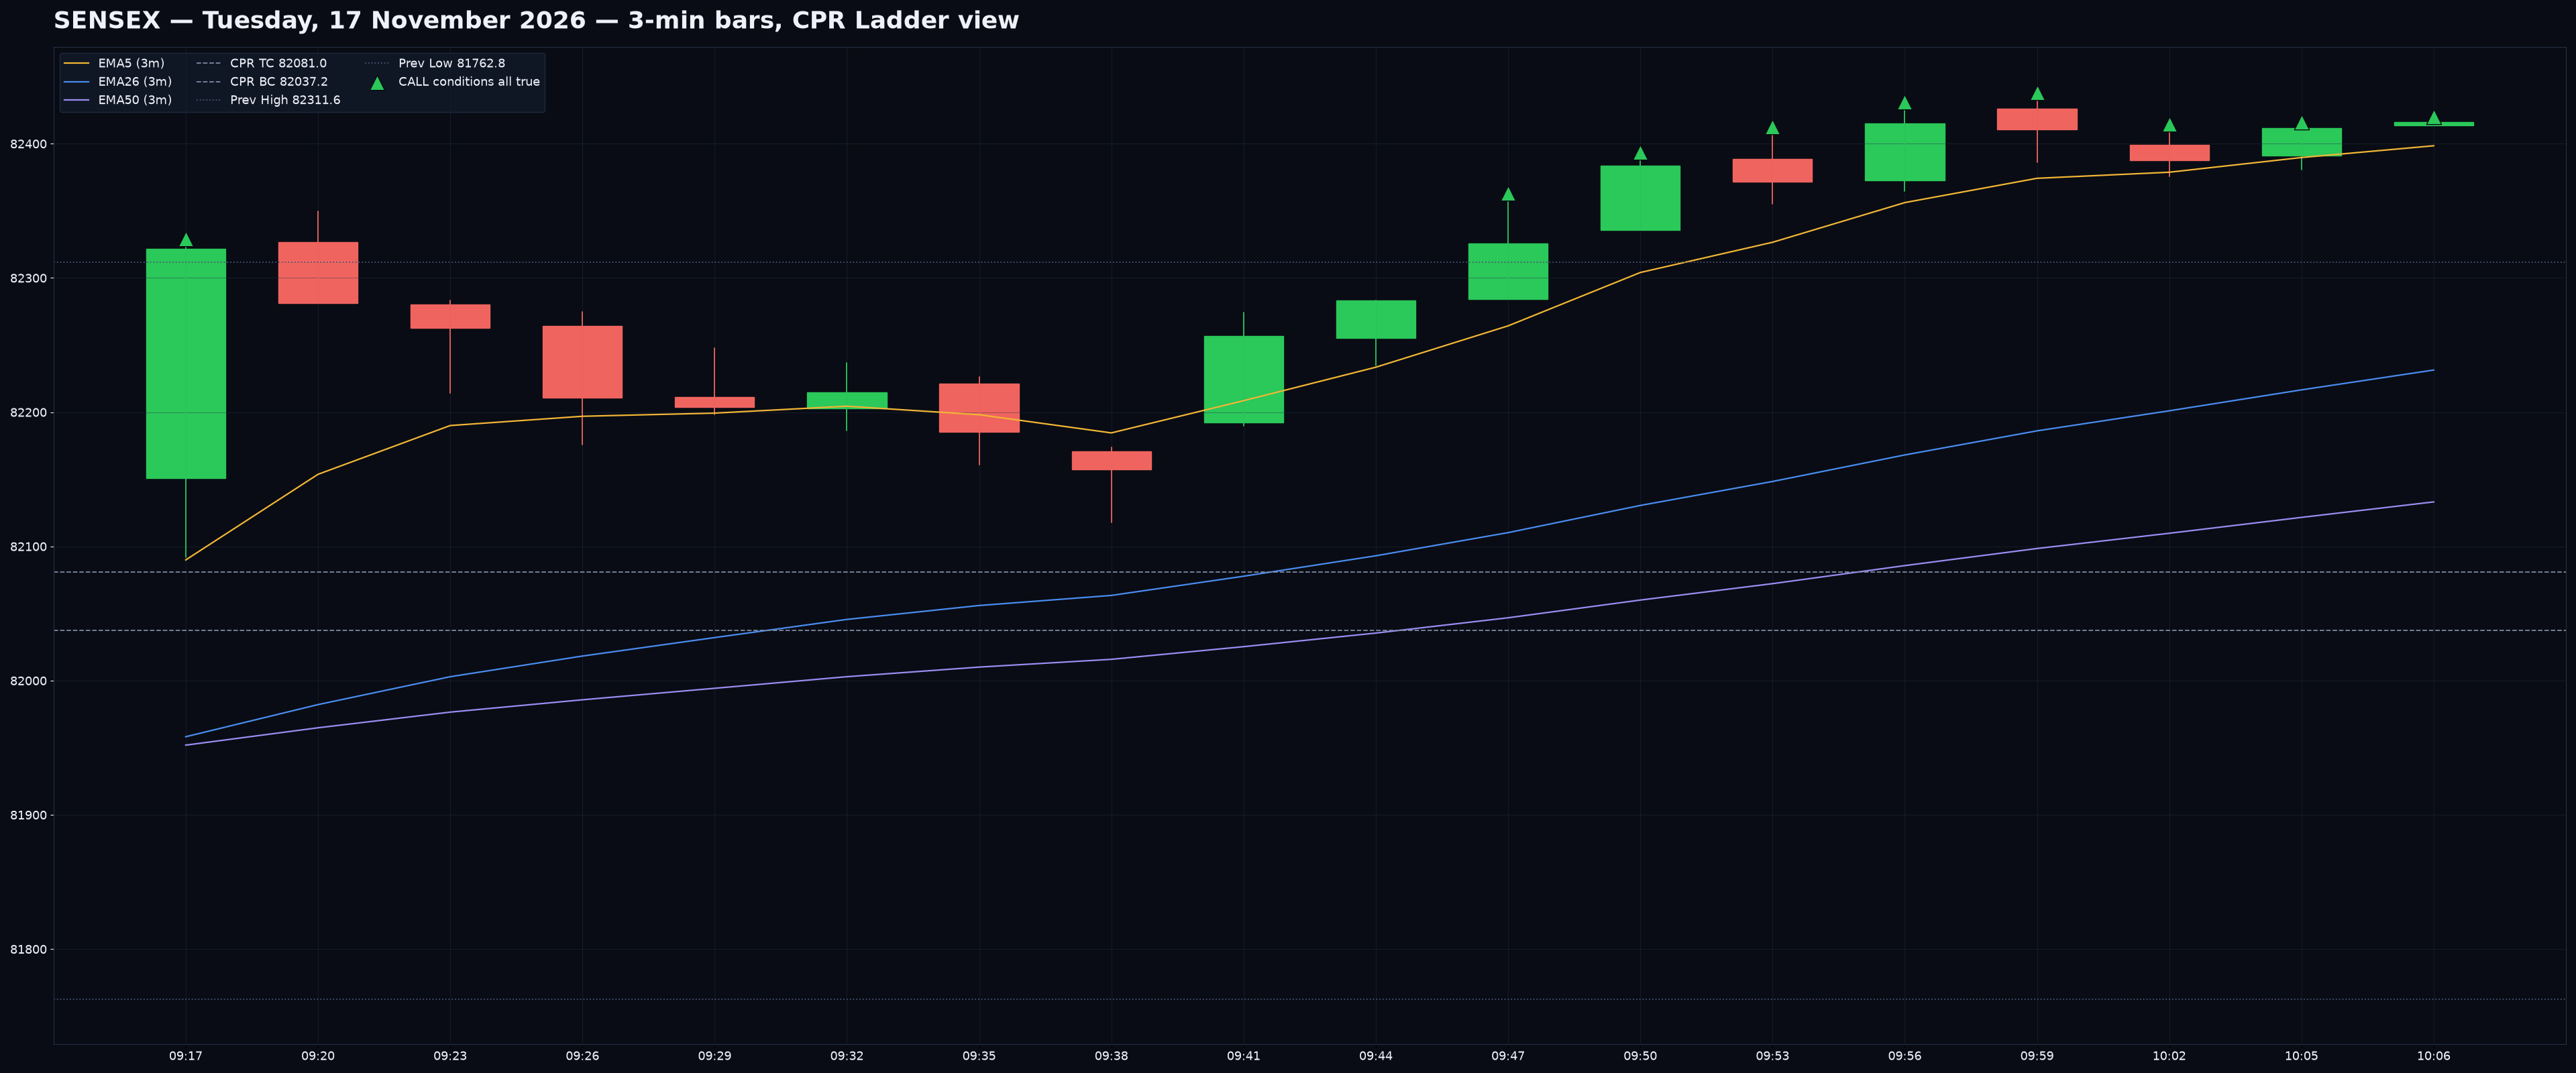 SENSEX — Tuesday, 17 November 2026 — 3-min bars, CPR Ladder view
EMA5 (3m)
EMA26 (3m)
EMA50 (3m)
CPR TC 82081.0
CPR BC 82037.2
Prev High 82311.6
Prev Low 81762.8
CALL conditions all true
82400
82300
82200
82100
82000
81900
81800
09:17 09:20 09:23 09:26 09:29 09:32 09:35 09:38 09:41 09:44 09:47 09:50 09:53 09:56 09:59 10:02 10:05 10:06